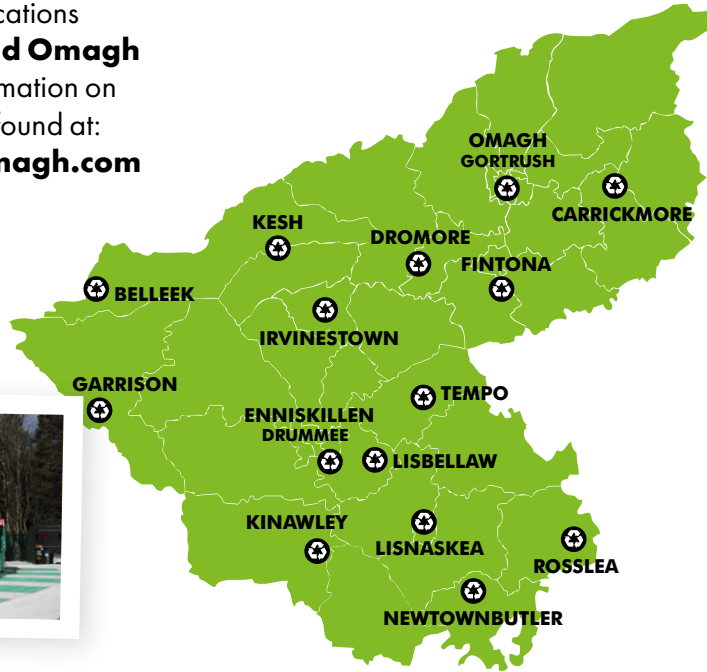 cations
d Omagh
mation on
found at:
magh.com
OMAGH
GORTRUSH
CARRICKMORE
KESH
DROMORE
FINTONA
BELLEEK
IRVINESTOWN
GARRISON
TEMPO
ENNISKILLEN
DRUMMEE
LISBELLAW
KINAWLEY
LISNASKEA
ROSSLEA
NEWTOWNBUTLER